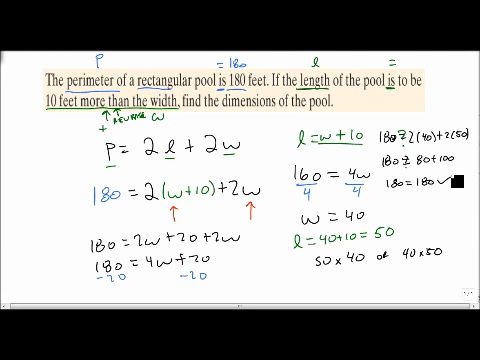 P = 180 l =
The perimeter of a rectangular pool is 180 feet. If the length of the pool is to be
10 feet more than the width, find the dimensions of the pool.
+ REVERSE w
P = 2l + 2w
180 = 2(w+10)+2w
180 = 2w+20+2w
180 = 4w+20
-20 -20
l = w+10
160 = 4w
4 4
w = 40
l = 40+10 = 50
50 x 40 or 40 x 50
180 ?= 2(40)+2(50)
180 ?= 80+100
180 = 180 ✓